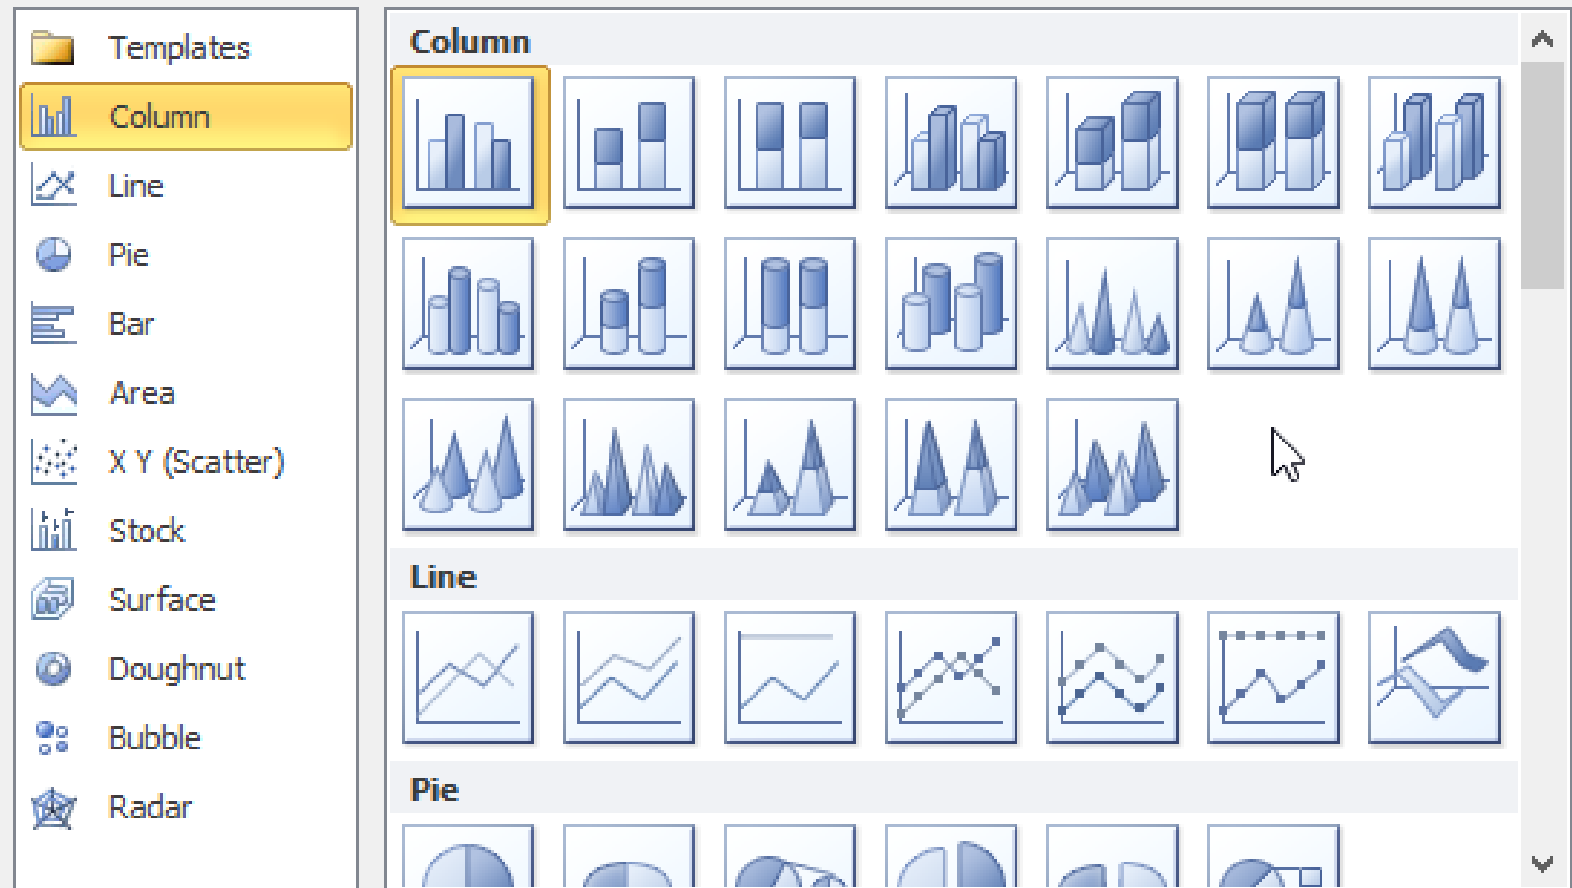 Templates
Column
Line
Pie
Bar
Area
X Y (Scatter)
Stock
Surface
Doughnut
Bubble
Radar
Column
Line
Pie